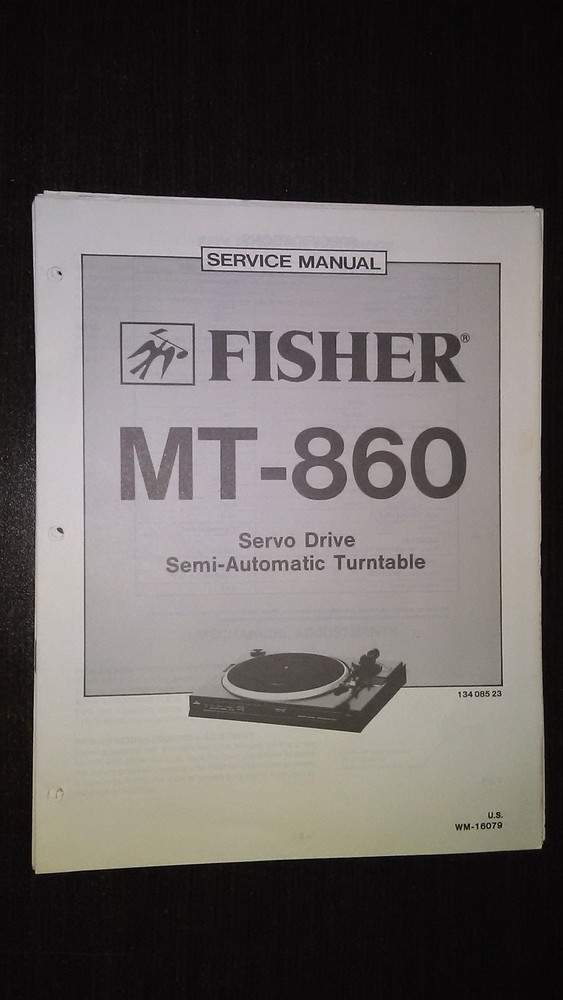 SERVICE MANUAL
FISHER®
MT-860
Servo Drive
Semi-Automatic Turntable
134 085 23
U.S.
WM-16079